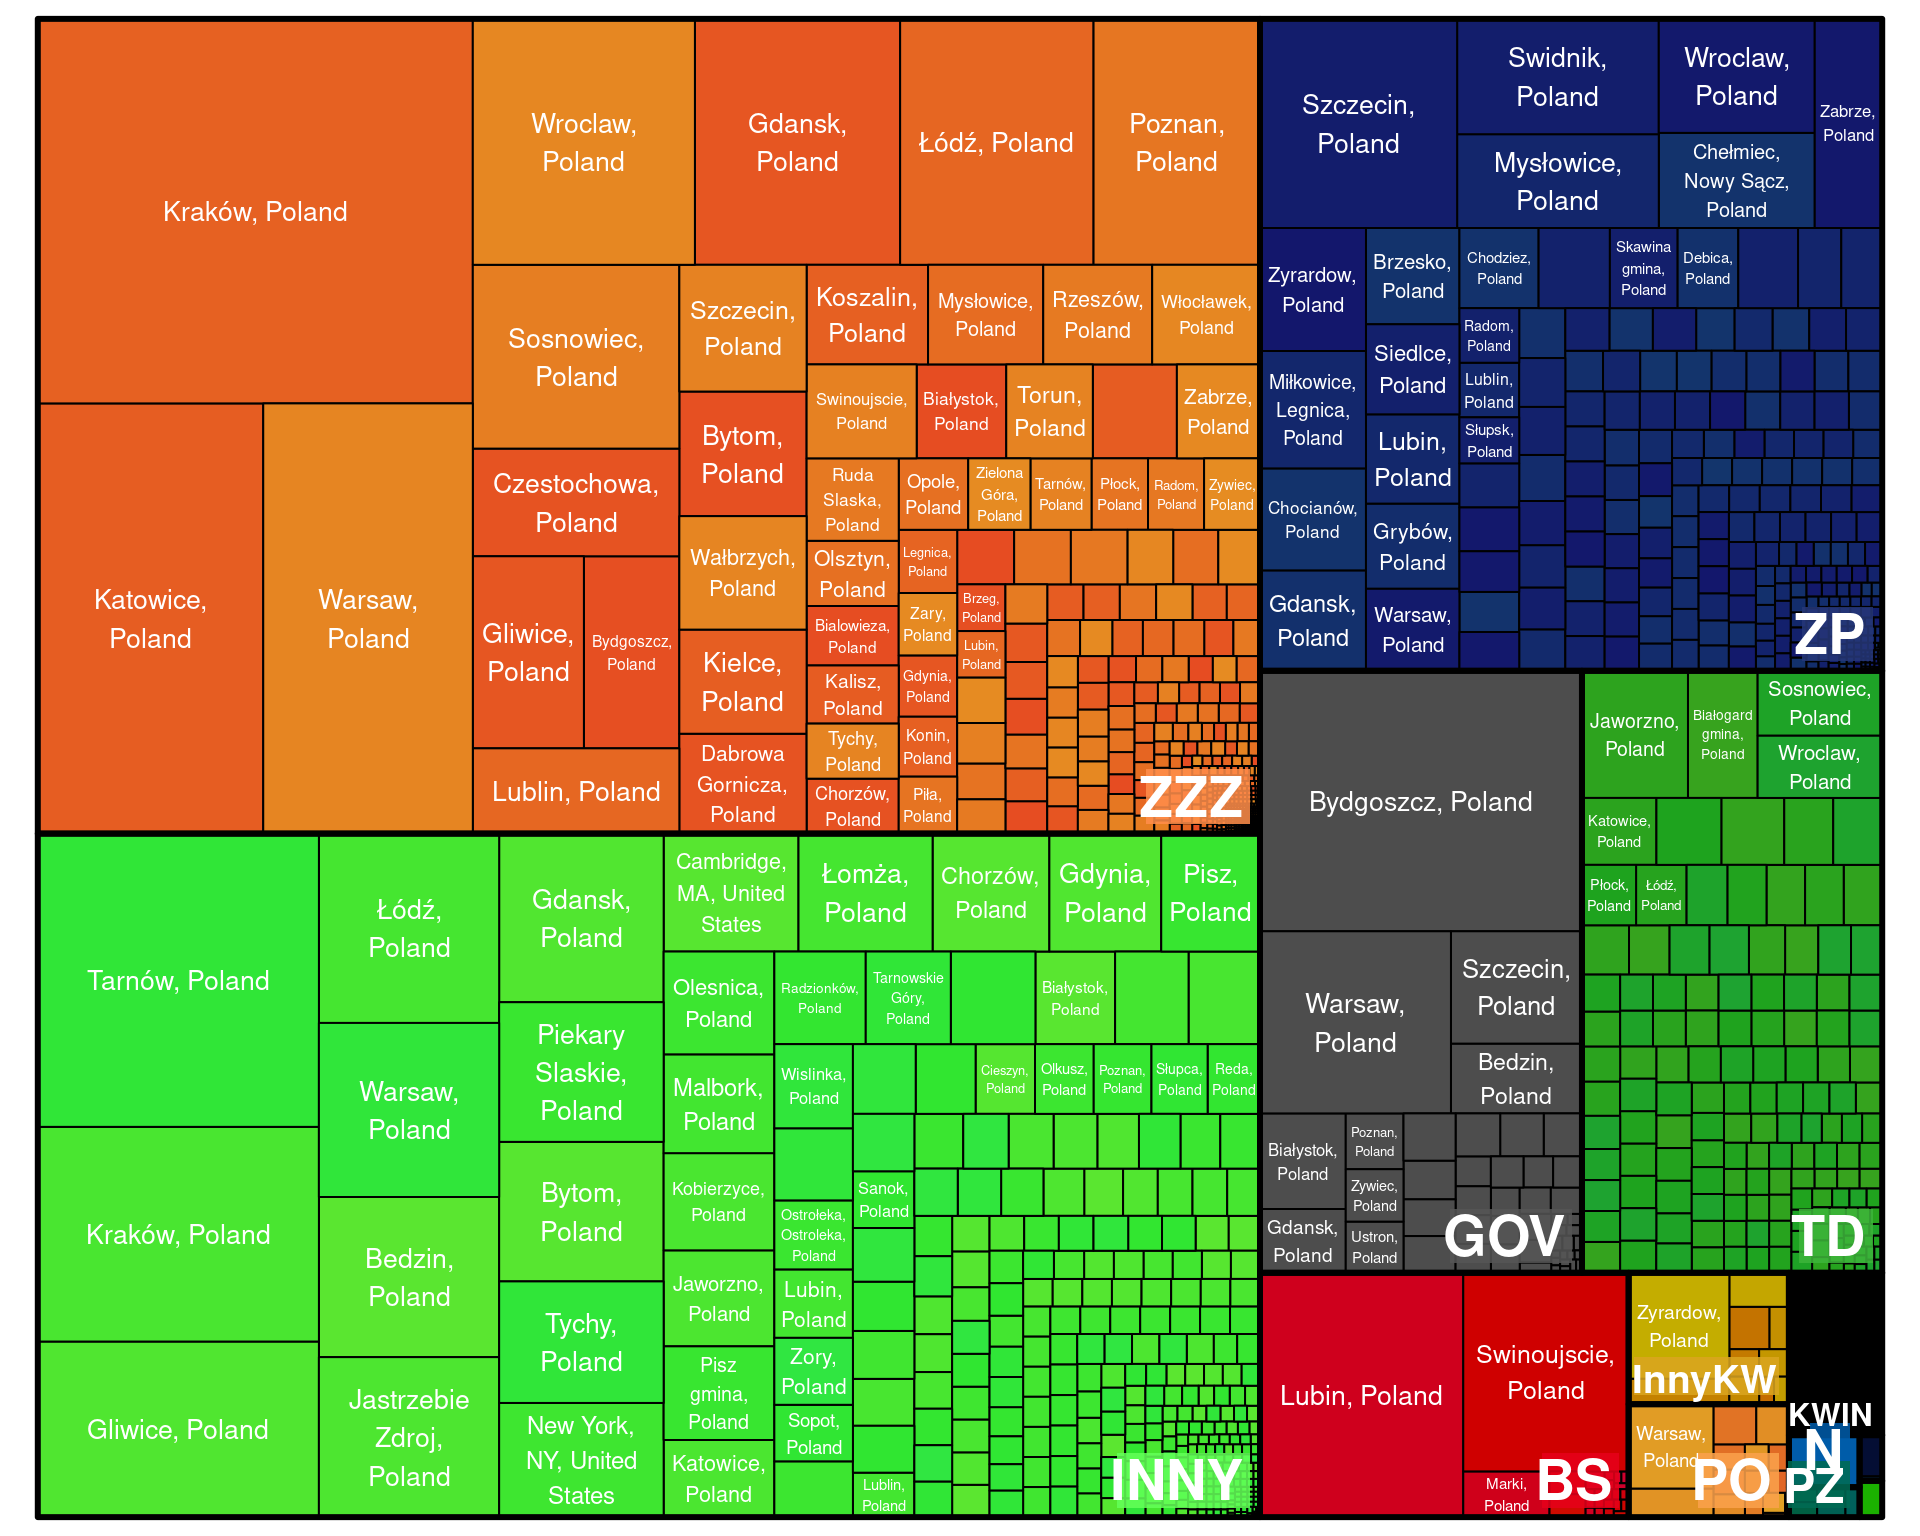 Kraków, Poland
Wroclaw,
Poland
Gdansk,
Poland
Łódź, Poland
Poznan,
Poland
Katowice,
Poland
Warsaw,
Poland
Sosnowiec,
Poland
Czestochowa,
Poland
Gliwice,
Poland
Bydgoszcz,
Poland
Lublin, Poland
Szczecin,
Poland
Bytom,
Poland
Wałbrzych,
Poland
Kielce,
Poland
Dabrowa
Gornicza,
Poland
Koszalin,
Poland
Mysłowice,
Poland
Rzeszów,
Poland
Włocławek,
Poland
Swinoujscie,
Poland
Białystok,
Poland
Torun,
Poland
Zabrze,
Poland
Ruda
Slaska,
Poland
Olsztyn,
Poland
Bialowieza,
Poland
Kalisz,
Poland
Tychy,
Poland
Chorzów,
Poland
Opole,
Poland
Zielona
Góra,
Poland
Tarnów,
Poland
Płock,
Poland
Radom,
Poland
Zywiec,
Poland
Legnica,
Poland
Zary,
Poland
Gdynia,
Poland
Konin,
Poland
Piła,
Poland
Brzeg,
Poland
Lubin,
Poland
ZZZ
Szczecin,
Poland
Swidnik,
Poland
Mysłowice,
Poland
Wroclaw,
Poland
Chełmiec,
Nowy Sącz,
Poland
Zabrze,
Poland
Zyrardow,
Poland
Miłkowice,
Legnica,
Poland
Chocianów,
Poland
Gdansk,
Poland
Brzesko,
Poland
Siedlce,
Poland
Lubin,
Poland
Grybów,
Poland
Warsaw,
Poland
Chodziez,
Poland
Skawina
gmina,
Poland
Debica,
Poland
Radom,
Poland
Lublin,
Poland
Słupsk,
Poland
ZP
Tarnów, Poland
Kraków, Poland
Gliwice, Poland
Łódź,
Poland
Warsaw,
Poland
Bedzin,
Poland
Jastrzebie
Zdroj,
Poland
Gdansk,
Poland
Piekary
Slaskie,
Poland
Bytom,
Poland
Tychy,
Poland
New York,
NY, United
States
Cambridge,
MA, United
States
Łomża,
Poland
Chorzów,
Poland
Gdynia,
Poland
Pisz,
Poland
Olesnica,
Poland
Malbork,
Poland
Kobierzyce,
Poland
Jaworzno,
Poland
Pisz
gmina,
Poland
Katowice,
Poland
Radzionków,
Poland
Tarnowskie
Góry,
Poland
Białystok,
Poland
Wislinka,
Poland
Ostrołeka,
Ostroleka,
Poland
Lubin,
Poland
Zory,
Poland
Sopot,
Poland
Cieszyn,
Poland
Olkusz,
Poland
Poznan,
Poland
Słupca,
Poland
Reda,
Poland
Sanok,
Poland
Lublin,
Poland
INNY
Bydgoszcz, Poland
Warsaw,
Poland
Szczecin,
Poland
Bedzin,
Poland
Białystok,
Poland
Gdansk,
Poland
Poznan,
Poland
Zywiec,
Poland
Ustron,
Poland
GOV
Jaworzno,
Poland
Białogard
gmina,
Poland
Sosnowiec,
Poland
Wroclaw,
Poland
Katowice,
Poland
Płock,
Poland
Łódź,
Poland
TD
Lubin, Poland
Swinoujscie,
Poland
Marki,
Poland
BS
Zyrardow,
Poland
InnyKW
Warsaw,
Poland
PO
KWIN
N
PZ